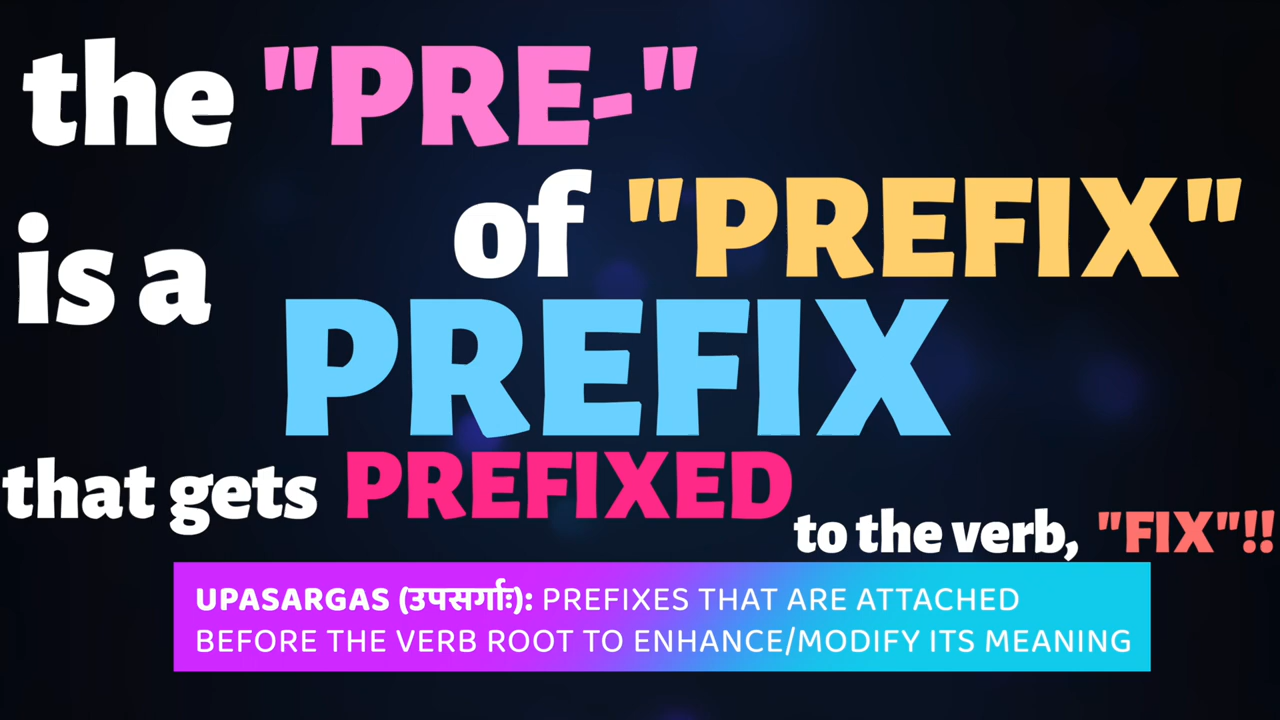 the "PRE-"
of "PREFIX"
is a
PREFIX
that gets PREFIXED
to the verb, "FIX"!!
UPASARGAS (उपसर्गाः): PREFIXES THAT ARE ATTACHED
BEFORE THE VERB ROOT TO ENHANCE/MODIFY ITS MEANING